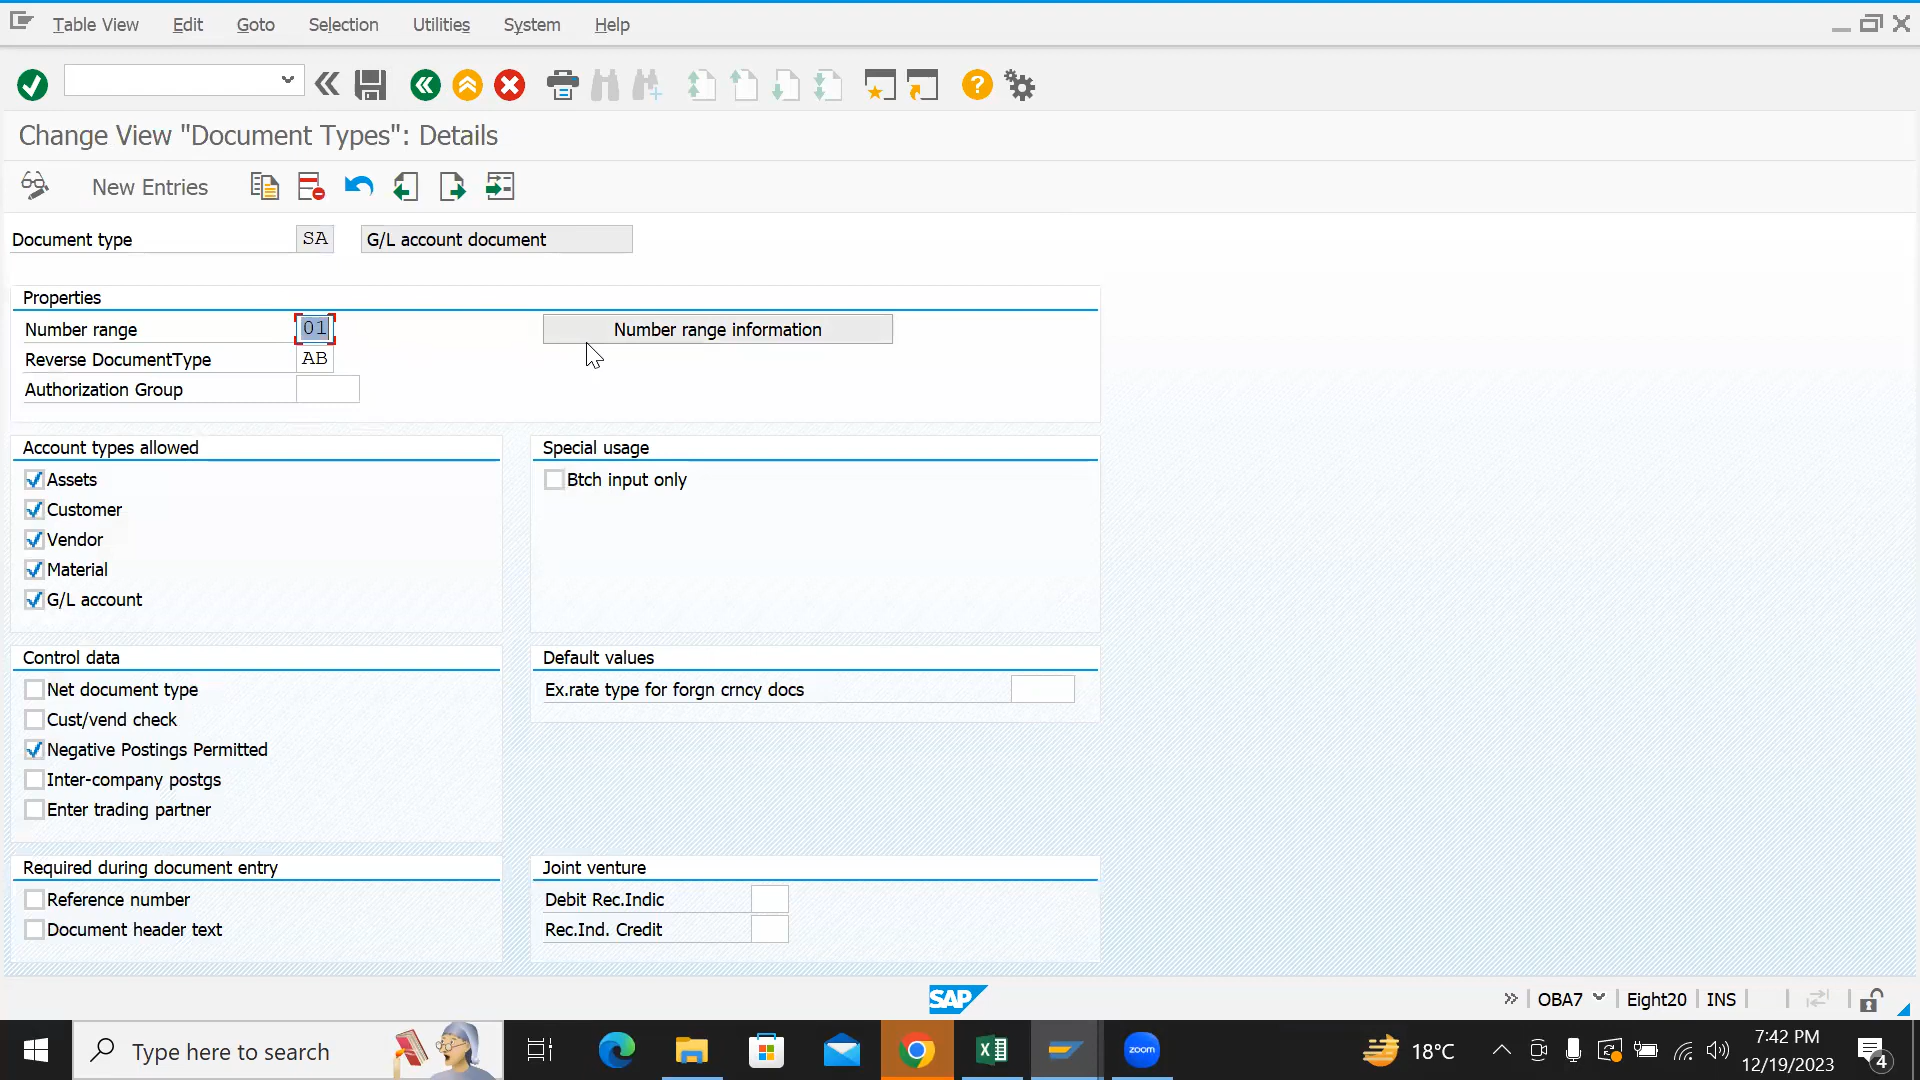 Table View Edit Goto Selection Utilities System Help
Change View "Document Types": Details
New Entries
Document type SA G/L account document
Properties
Number range 01 Number range information
Reverse DocumentType AB
Authorization Group
Account types allowed Special usage
Assets Btch input only
Customer
Vendor
Material
G/L account
Control data Default values
Net document type Ex.rate type for forgn crncy docs
Cust/vend check
Negative Postings Permitted
Inter-company postgs
Enter trading partner
Required during document entry Joint venture
Reference number Debit Rec.Indic
Document header text Rec.Ind. Credit
SAP OBA7 Eight20 INS
Type here to search zoom 18°C 7:42 PM
12/19/2023 4